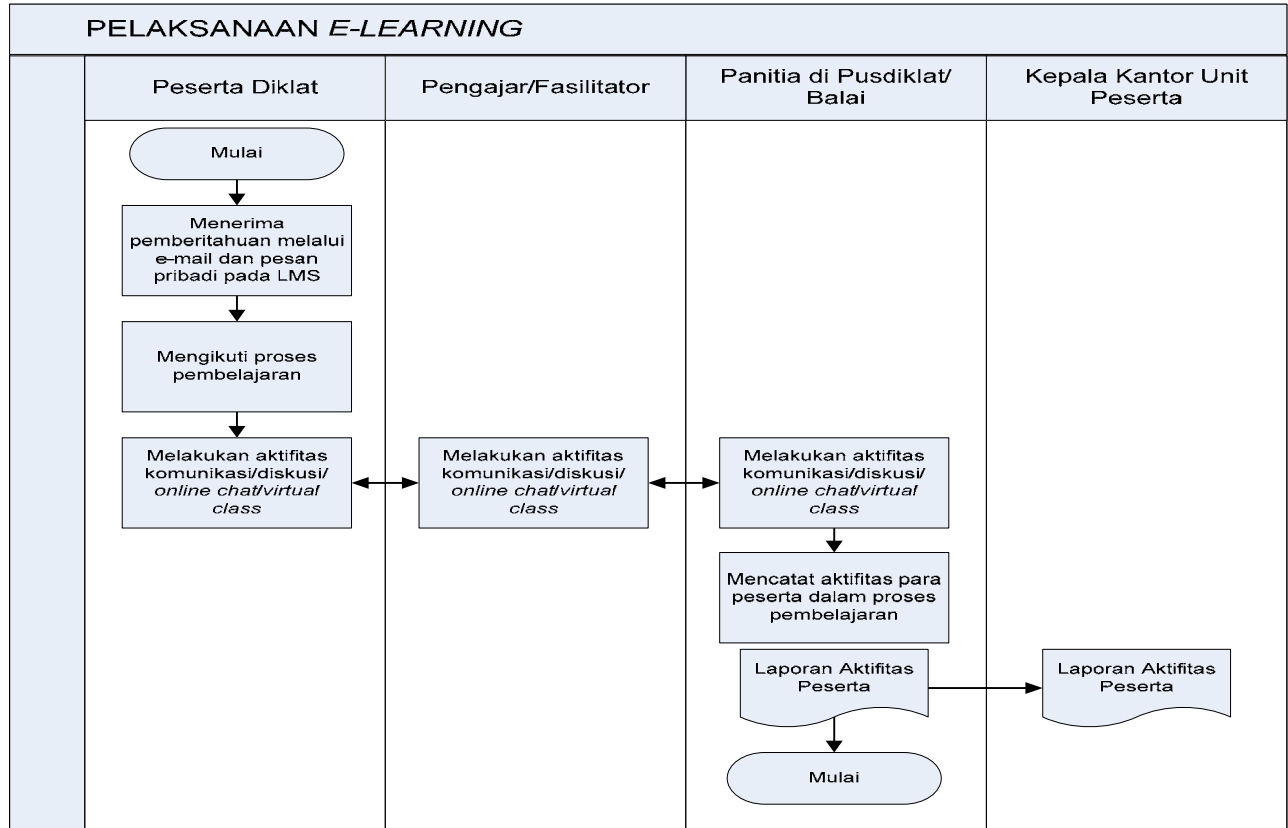 PELAKSANAAN E-LEARNING
Peserta Diklat
Pengajar/Fasilitator
Panitia di Pusdiklat/
Balai
Kepala Kantor Unit
Peserta
Mulai
Menerima
pemberitahuan melalui
e-mail dan pesan
pribadi pada LMS
Mengikuti proses
pembelajaran
Melakukan aktifitas
komunikasi/diskusi/
online chat/virtual
class
Melakukan aktifitas
komunikasi/diskusi/
online chat/virtual
class
Melakukan aktifitas
komunikasi/diskusi/
online chat/virtual
class
Mencatat aktifitas para
peserta dalam proses
pembelajaran
Laporan Aktifitas
Peserta
Laporan Aktifitas
Peserta
Mulai